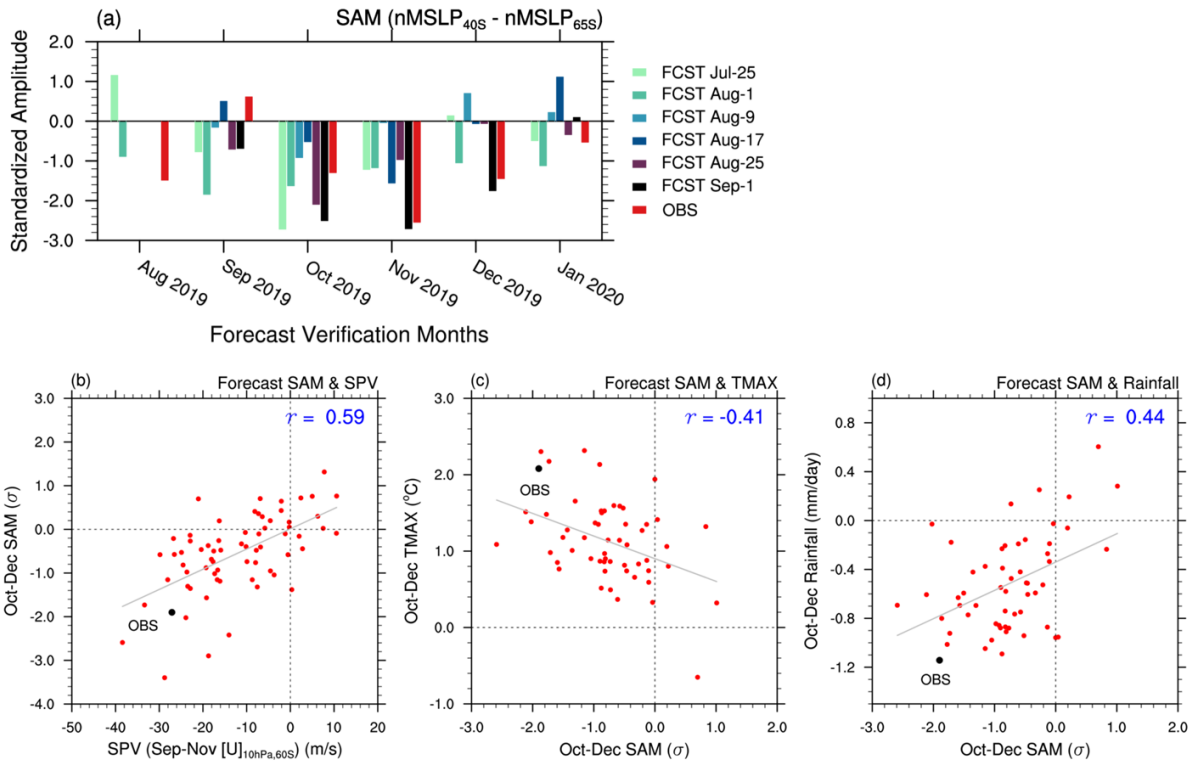 (a) SAM (nMSLP40S - nMSLP65S)
Standardized Amplitude
2.0
1.0
0.0
-1.0
-2.0
-3.0
Aug 2019
Sep 2019
Oct 2019
Nov 2019
Dec 2019
Jan 2020
Forecast Verification Months
FCST Jul-25
FCST Aug-1
FCST Aug-9
FCST Aug-17
FCST Aug-25
FCST Sep-1
OBS
(b) Forecast SAM & SPV
r = 0.59
Oct-Dec SAM (σ)
3.0
2.0
1.0
0.0
-1.0
-2.0
-3.0
-4.0
OBS
-50 -40 -30 -20 -10 0 10 20
SPV (Sep-Nov [U]10hPa,60S) (m/s)
(c) Forecast SAM & TMAX
r = -0.41
Oct-Dec TMAX (°C)
3.0
2.0
1.0
0.0
-1.0
OBS
-3.0 -2.0 -1.0 0.0 1.0 2.0
Oct-Dec SAM (σ)
(d) Forecast SAM & Rainfall
r = 0.44
Oct-Dec Rainfall (mm/day)
0.8
0.4
0.0
-0.4
-0.8
-1.2
OBS
-3.0 -2.0 -1.0 0.0 1.0 2.0
Oct-Dec SAM (σ)